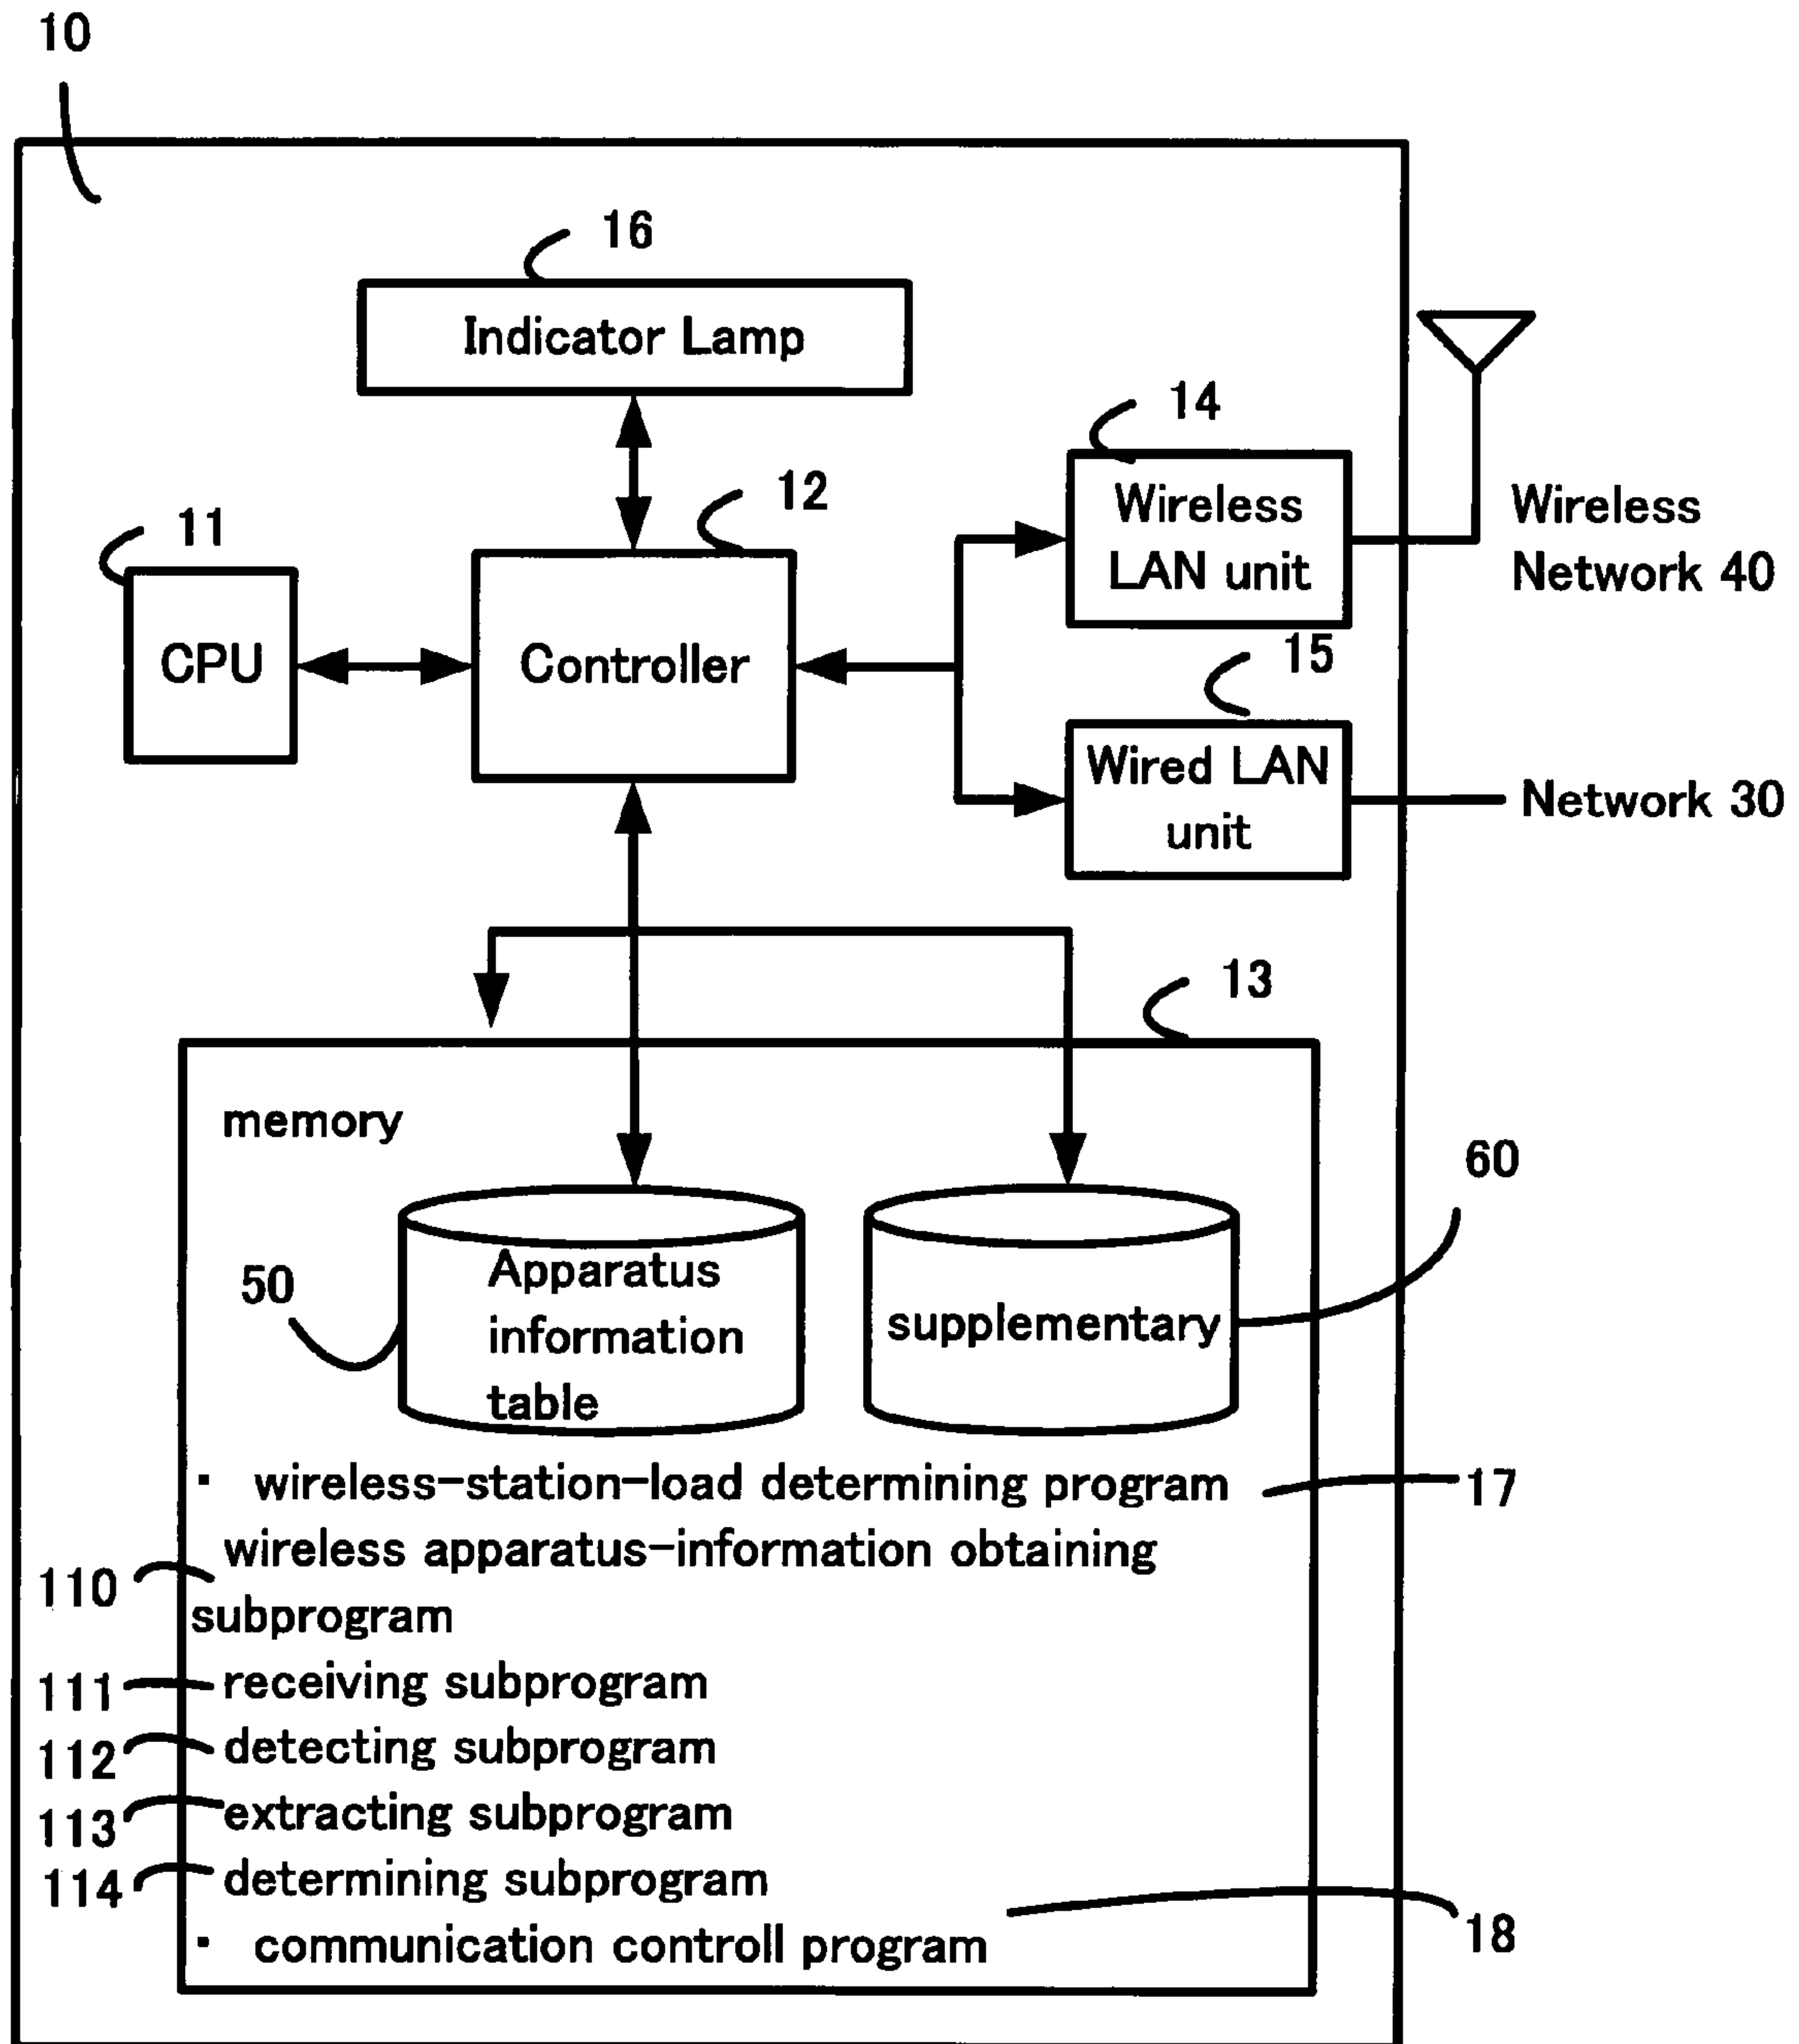 10
16
Indicator Lamp
14
Wireless
LAN unit
Wireless
Network 40
12
11
CPU
Controller
15
Wired LAN
unit
Network 30
13
memory
60
50
Apparatus
information
table
supplementary
· wireless-station-load determining program
17
wireless apparatus-information obtaining
110
subprogram
111
receiving subprogram
112
detecting subprogram
113
extracting subprogram
114
determining subprogram
18
· communication controll program